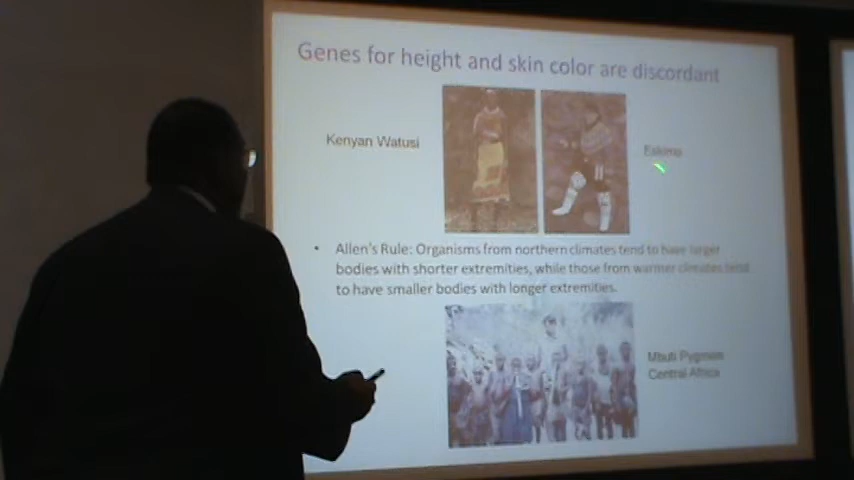 Genes for height and skin color are discordant
Kenyan Watusi
Eskimo
• Allen's Rule: Organisms from northern climates tend to have larger
bodies with shorter extremities, while those from warmer climates tend
to have smaller bodies with longer extremities.
Mbuti Pygmies
Central Africa